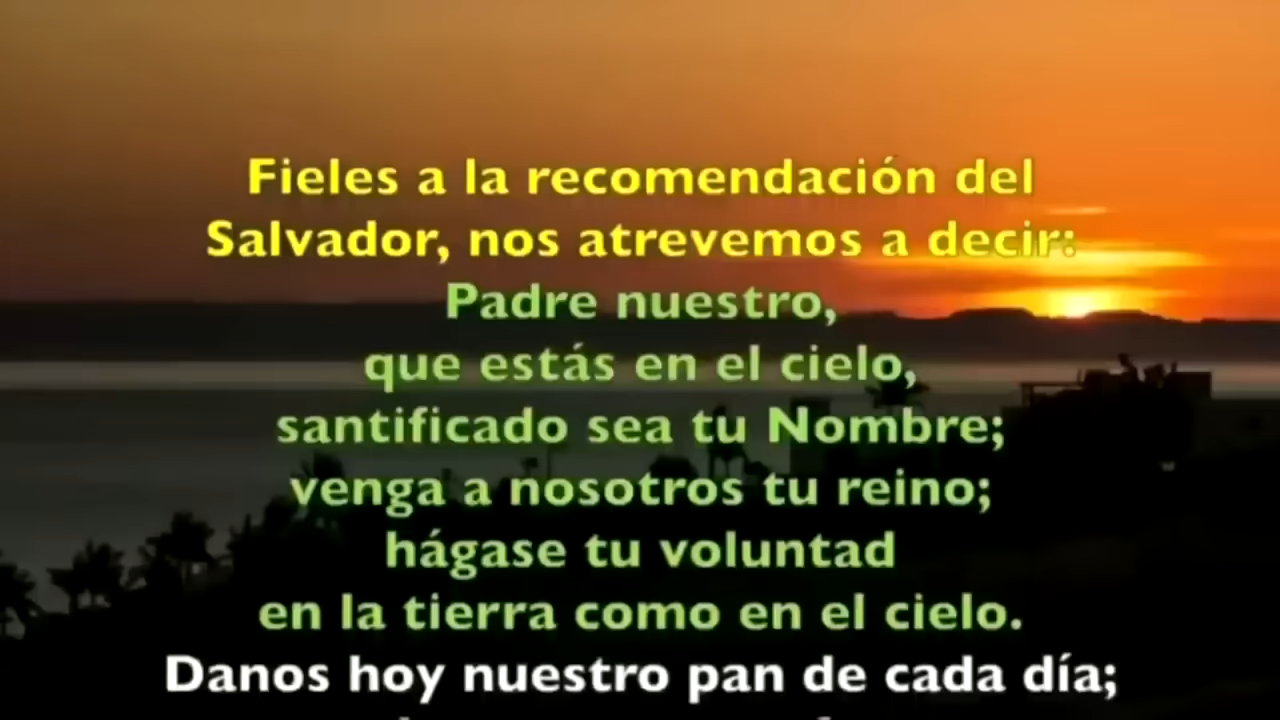 Fieles a la recomendación del
Salvador, nos atrevemos a decir:
Padre nuestro,
que estás en el cielo,
santificado sea tu Nombre;
venga a nosotros tu reino;
hágase tu voluntad
en la tierra como en el cielo.
Danos hoy nuestro pan de cada día;